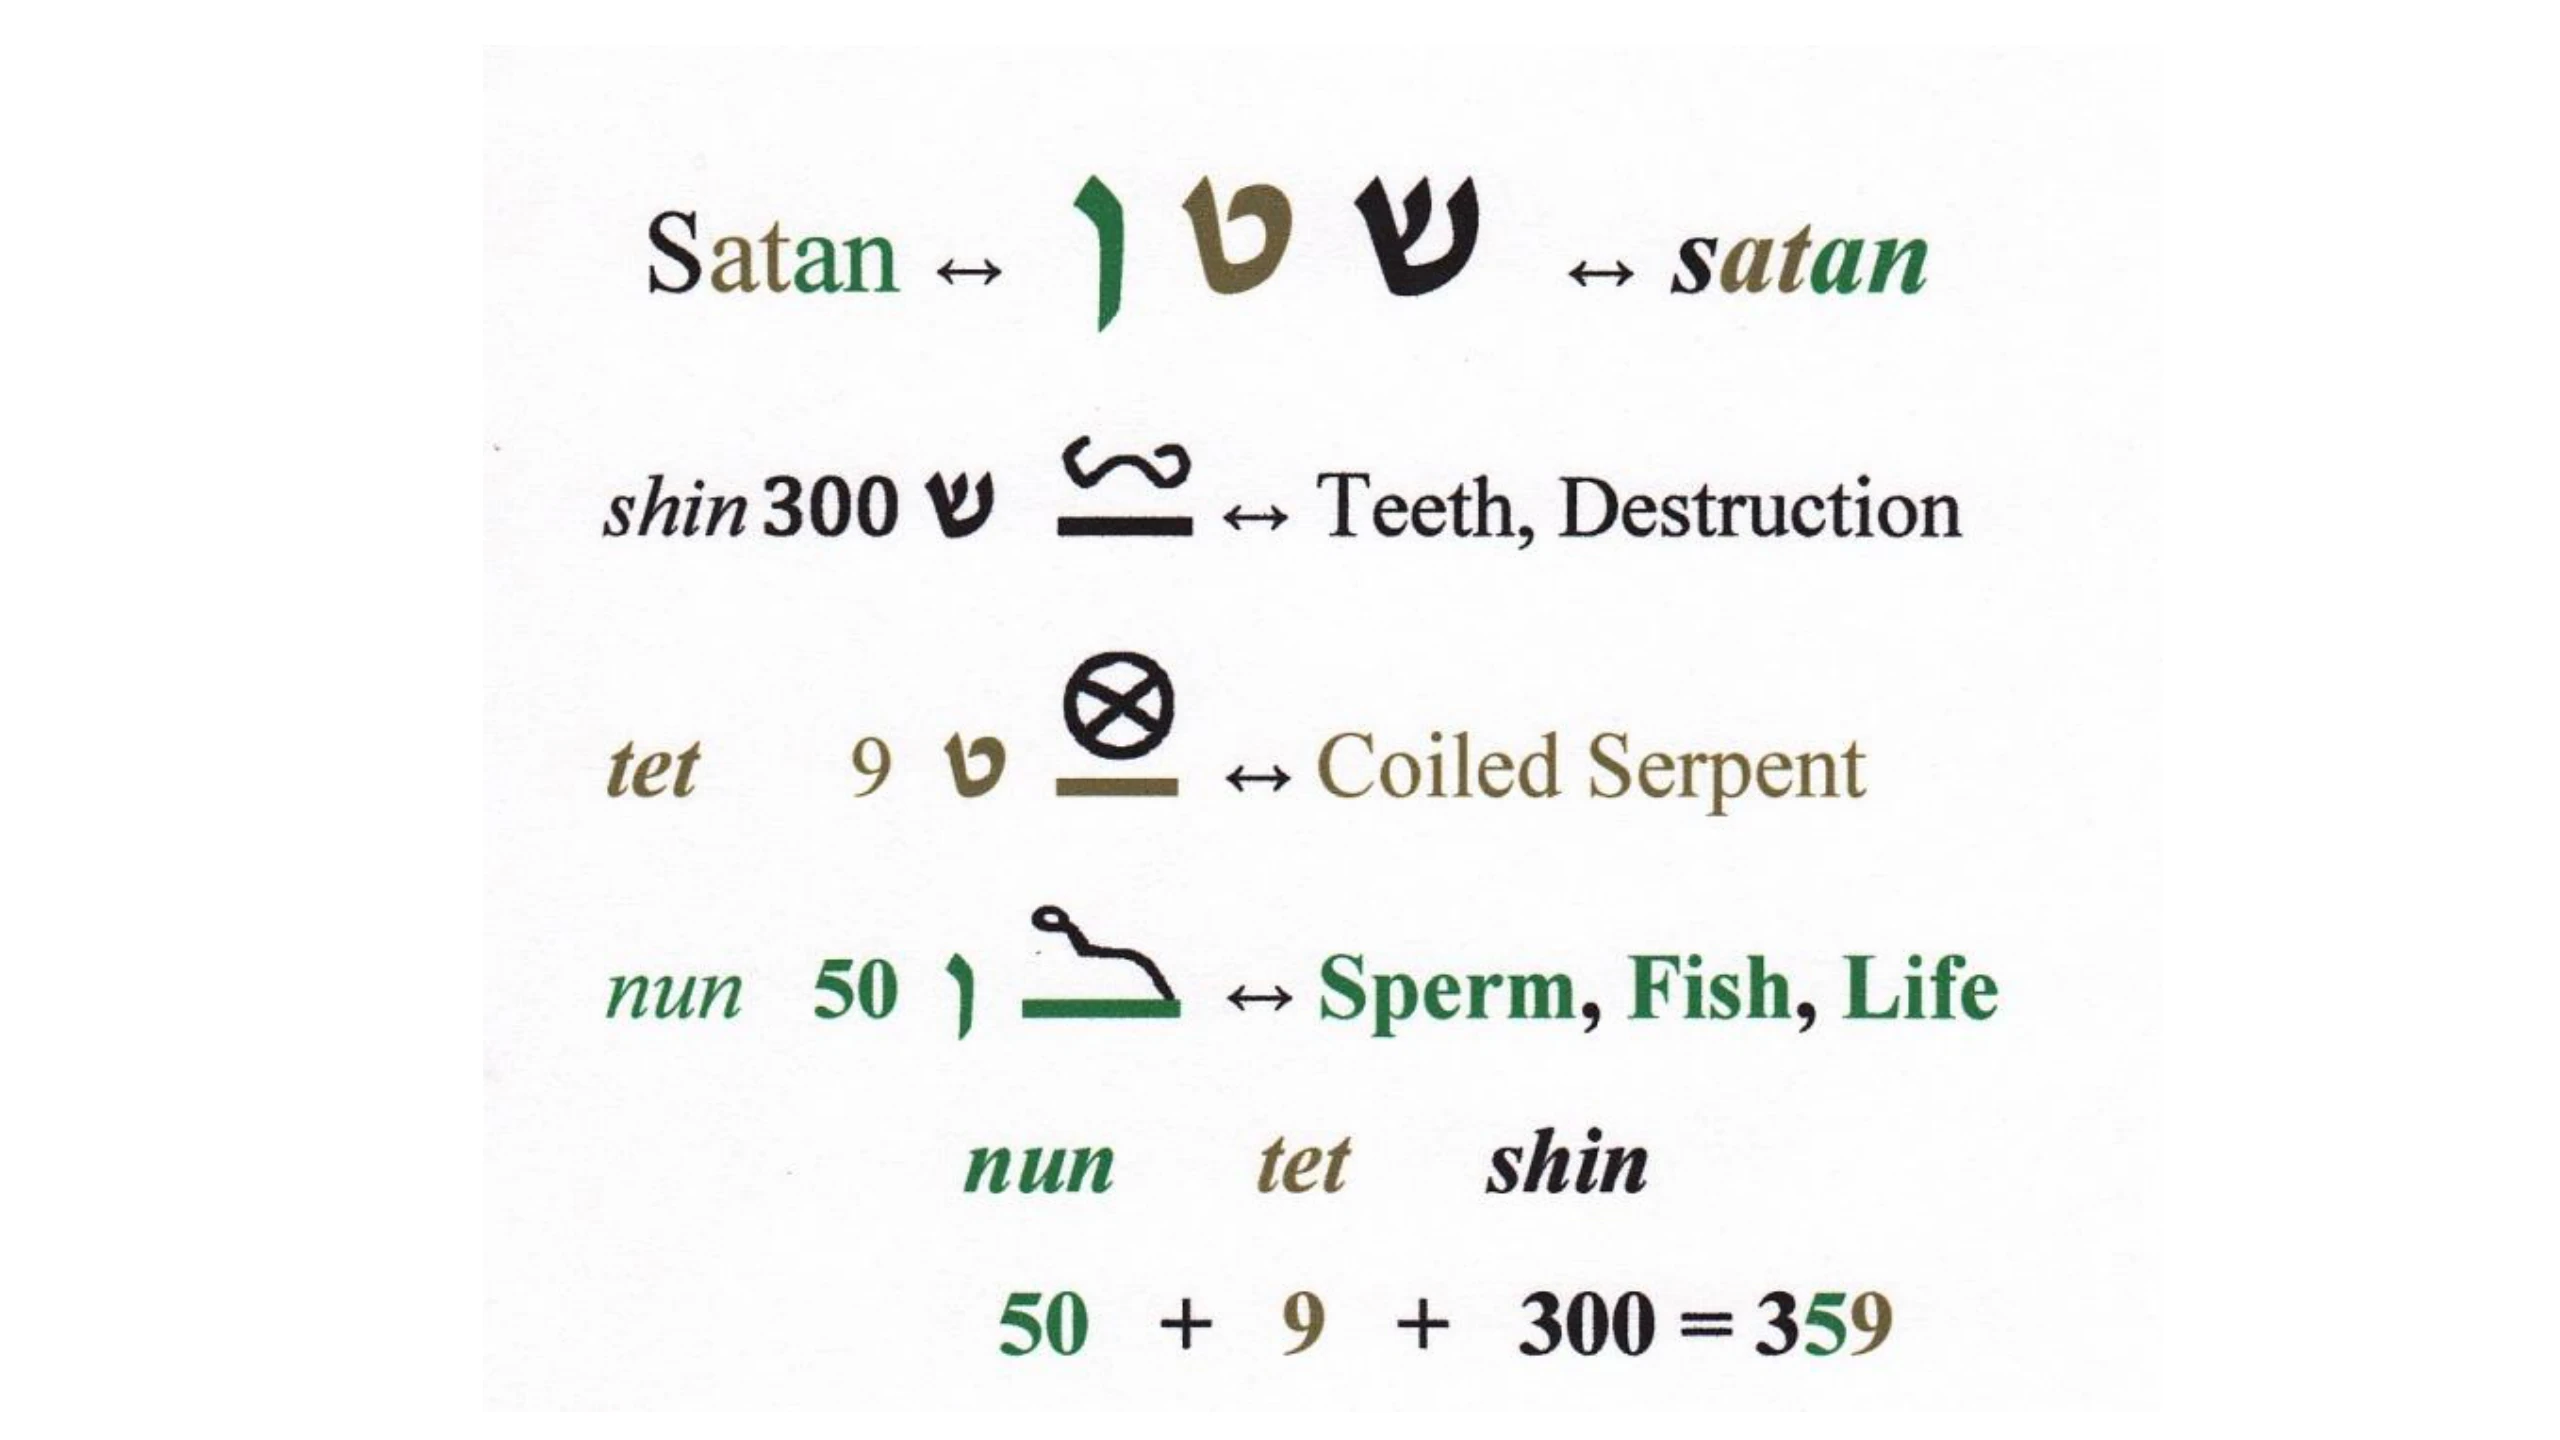 Satan ↔ ש ט ן ↔ satan
shin 300 ש ↔ Teeth, Destruction
tet 9 ט ↔ Coiled Serpent
nun 50 ן ↔ Sperm, Fish, Life
nun tet shin
50 + 9 + 300 = 359